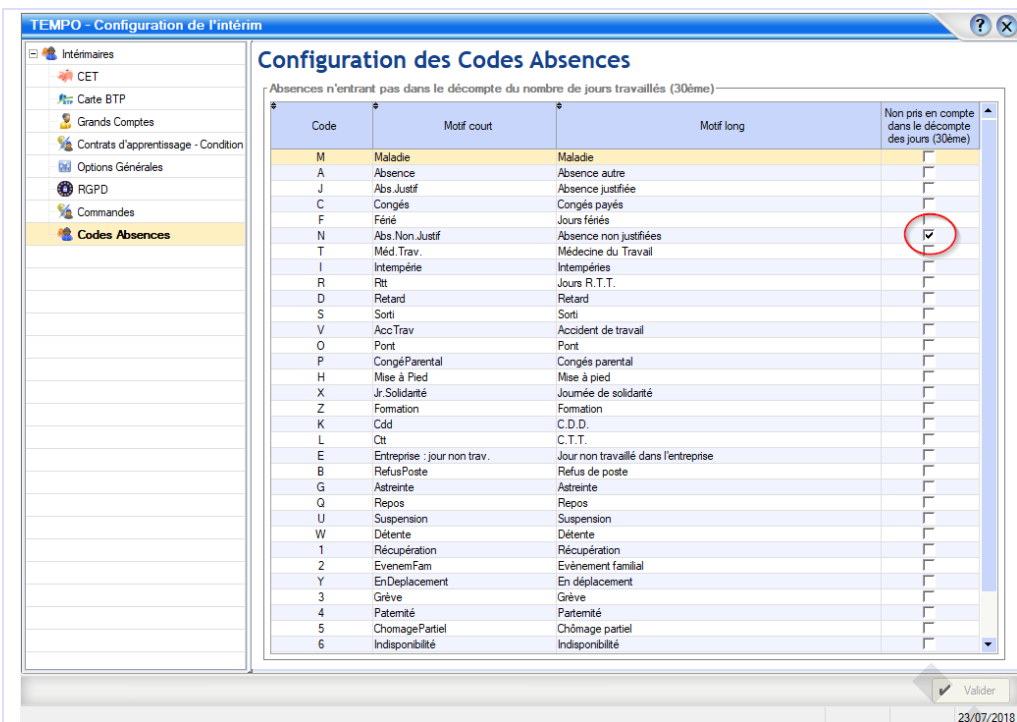 TEMPO - Configuration de l'intérim
?
Intérimaires
CET
Carte BTP
Grands Comptes
Contrats d'apprentissage - Condition
Options Générales
RGPD
Commandes
Codes Absences
Configuration des Codes Absences
Absences n'entrant pas dans le décompte du nombre de jours travaillés (30ème)
Code Motif court Motif long Non pris en compte
dans le décompte
des jours (30ème)
M Maladie Maladie
A Absence Absence autre
J Abs.Justif Absence justifiée
C Congés Congés payés
F Férié Jours fériés
N Abs.Non.Justif Absence non justifiées
T Méd.Trav. Médecine du Travail
I Intempérie Intempéries
R Rtt Jours R.T.T.
D Retard Retard
S Sorti Sorti
V AccTrav Accident de travail
O Pont Pont
P CongéParental Congés parental
H Mise à Pied Mise à pied
X Jr.Solidarité Journée de solidarité
Z Formation Formation
K Cdd C.D.D.
L Ctt C.T.T.
E Entreprise : jour non trav. Jour non travaillé dans l'entreprise
B RefusPoste Refus de poste
G Astreinte Astreinte
Q Repos Repos
U Suspension Suspension
W Détente Détente
1 Récupération Récupération
2 EvenemFam Evènement familial
Y EnDeplacement En déplacement
3 Grève Grève
4 Paternité Parternité
5 ChomagePartiel Chômage partiel
6 Indisponibilité Indisponibilité
Valider
23/07/2018